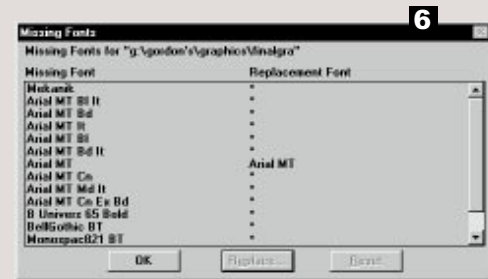 6
Missing Fonts
Missing Fonts for "g:\gordon's\graphics\finalgra"
Missing Font Replacement Font
Mekanik *
Arial MT Bl It *
Arial MT Bd *
Arial MT It *
Arial MT Bl *
Arial MT Bd It *
Arial MT Arial MT
Arial MT Cn *
Arial MT Md It *
Arial MT Cn Ex Bd *
B Univers 65 Bold *
BellGothic BT *
Monospac821 BT *
OK Replace... Reset